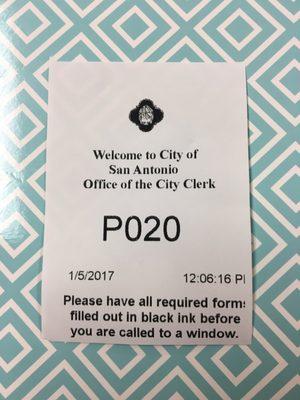 Welcome to City of
San Antonio
Office of the City Clerk
P020
1/5/2017 12:06:16 P
Please have all required forms
filled out in black ink before
you are called to a window.